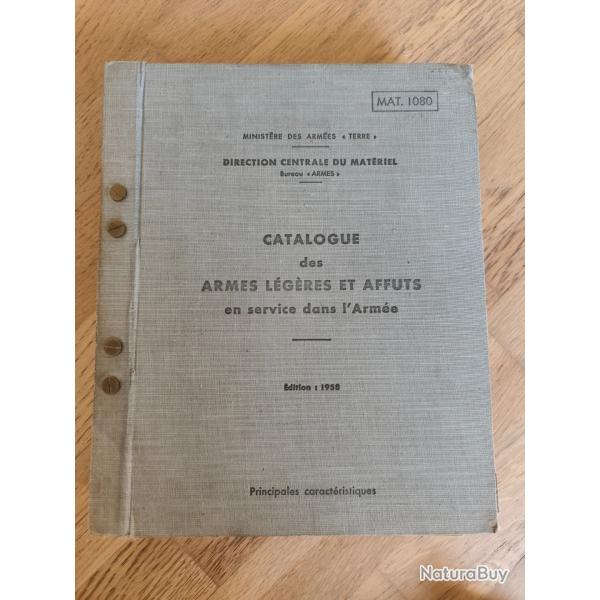 MAT. 1080
MINISTÈRE DES ARMÉES « TERRE »
DIRECTION CENTRALE DU MATÉRIEL
Bureau « ARMES »
CATALOGUE
des
ARMES LÉGÈRES ET AFFUTS
en service dans l'Armée
Édition : 1958
Principales caractéristiques
NaturaBuy